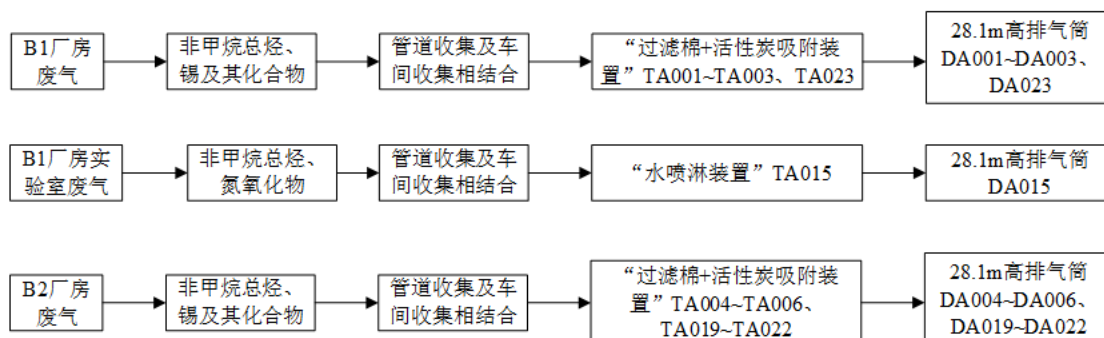 B1厂房
废气
非甲烷总烃、
锡及其化合物
管道收集及车
间收集相结合
“过滤棉+活性炭吸附装
置”TA001~TA003、TA023
28.1m高排气筒
DA001~DA003、
DA023
B1厂房实
验室废气
非甲烷总烃、
氮氧化物
管道收集及车
间收集相结合
“水喷淋装置”TA015
28.1m高排气筒
DA015
B2厂房
废气
非甲烷总烃、
锡及其化合物
管道收集及车
间收集相结合
“过滤棉+活性炭吸附装
置”TA004~TA006、
TA019~TA022
28.1m高排气筒
DA004~DA006、
DA019~DA022